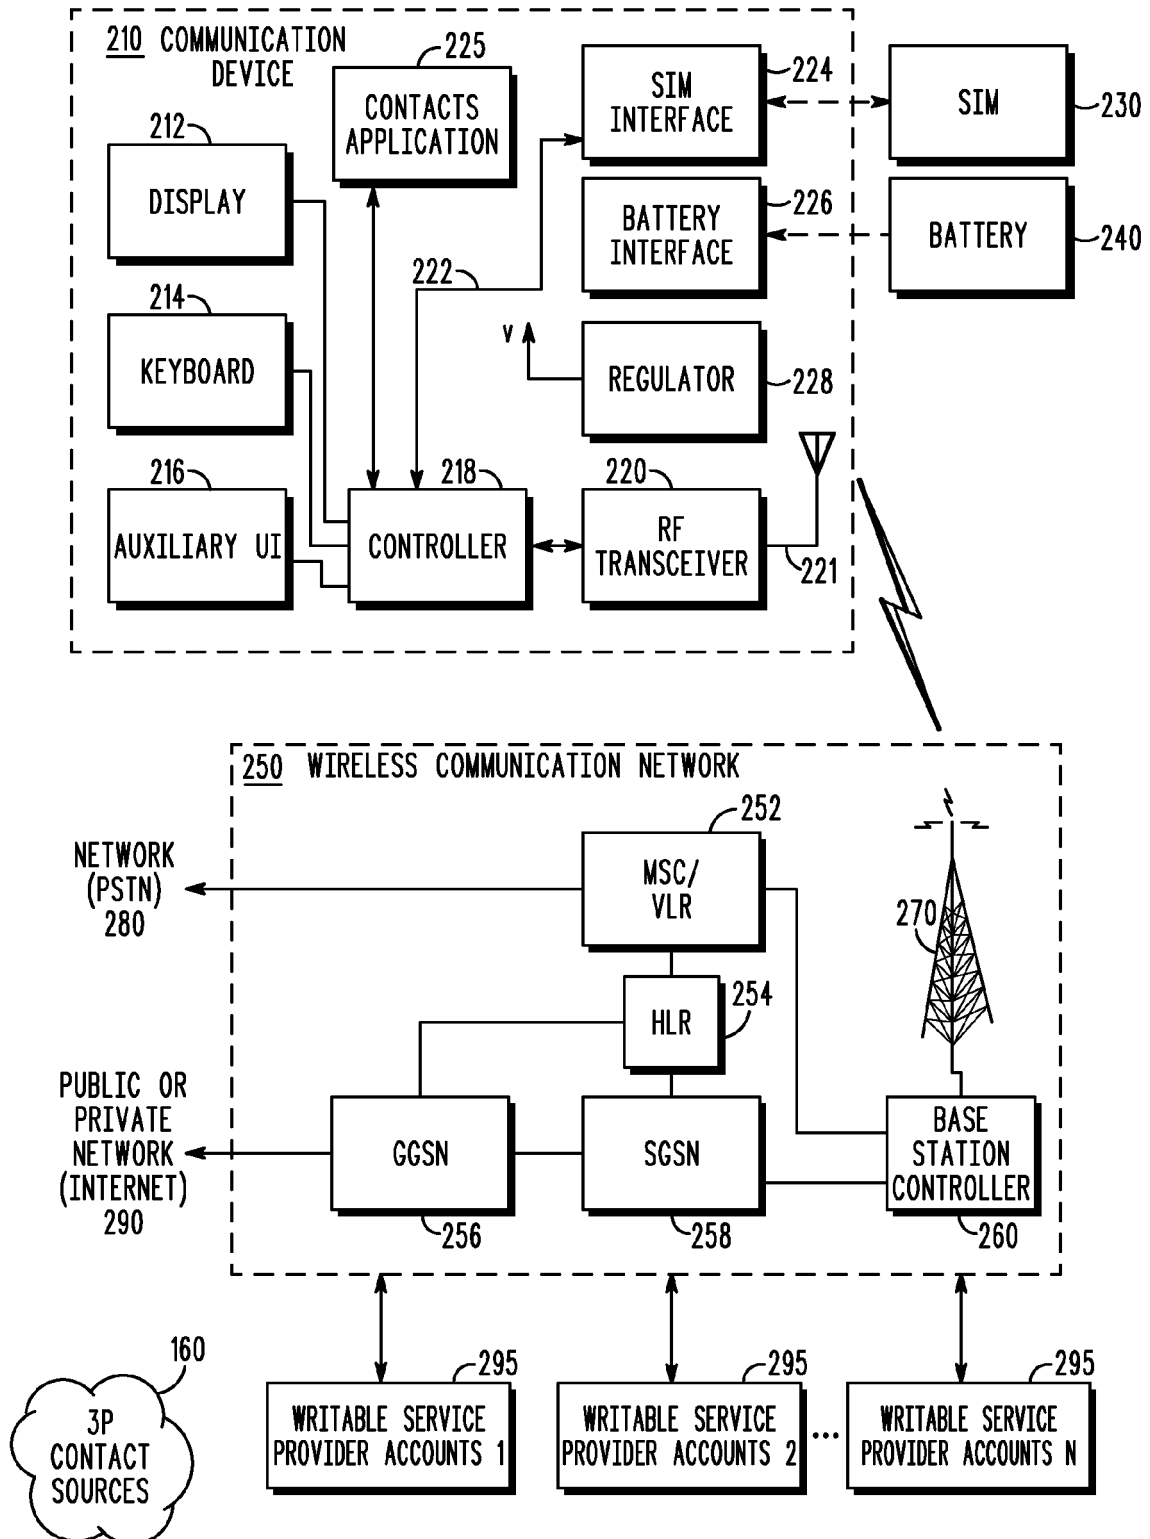 210 COMMUNICATION
DEVICE
225
CONTACTS
APPLICATION
224
SIM
INTERFACE
SIM
230
212
DISPLAY
226
BATTERY
INTERFACE
BATTERY
240
222
214
KEYBOARD
V
REGULATOR
228
216
AUXILIARY UI
218
CONTROLLER
220
RF
TRANSCEIVER
221
250 WIRELESS COMMUNICATION NETWORK
252
MSC/
VLR
NETWORK
(PSTN)
280
270
254
HLR
PUBLIC OR
PRIVATE
NETWORK
(INTERNET)
290
GGSN
256
SGSN
258
BASE
STATION
CONTROLLER
260
160
3P
CONTACT
SOURCES
295
WRITABLE SERVICE
PROVIDER ACCOUNTS 1
295
WRITABLE SERVICE
PROVIDER ACCOUNTS 2
...
295
WRITABLE SERVICE
PROVIDER ACCOUNTS N